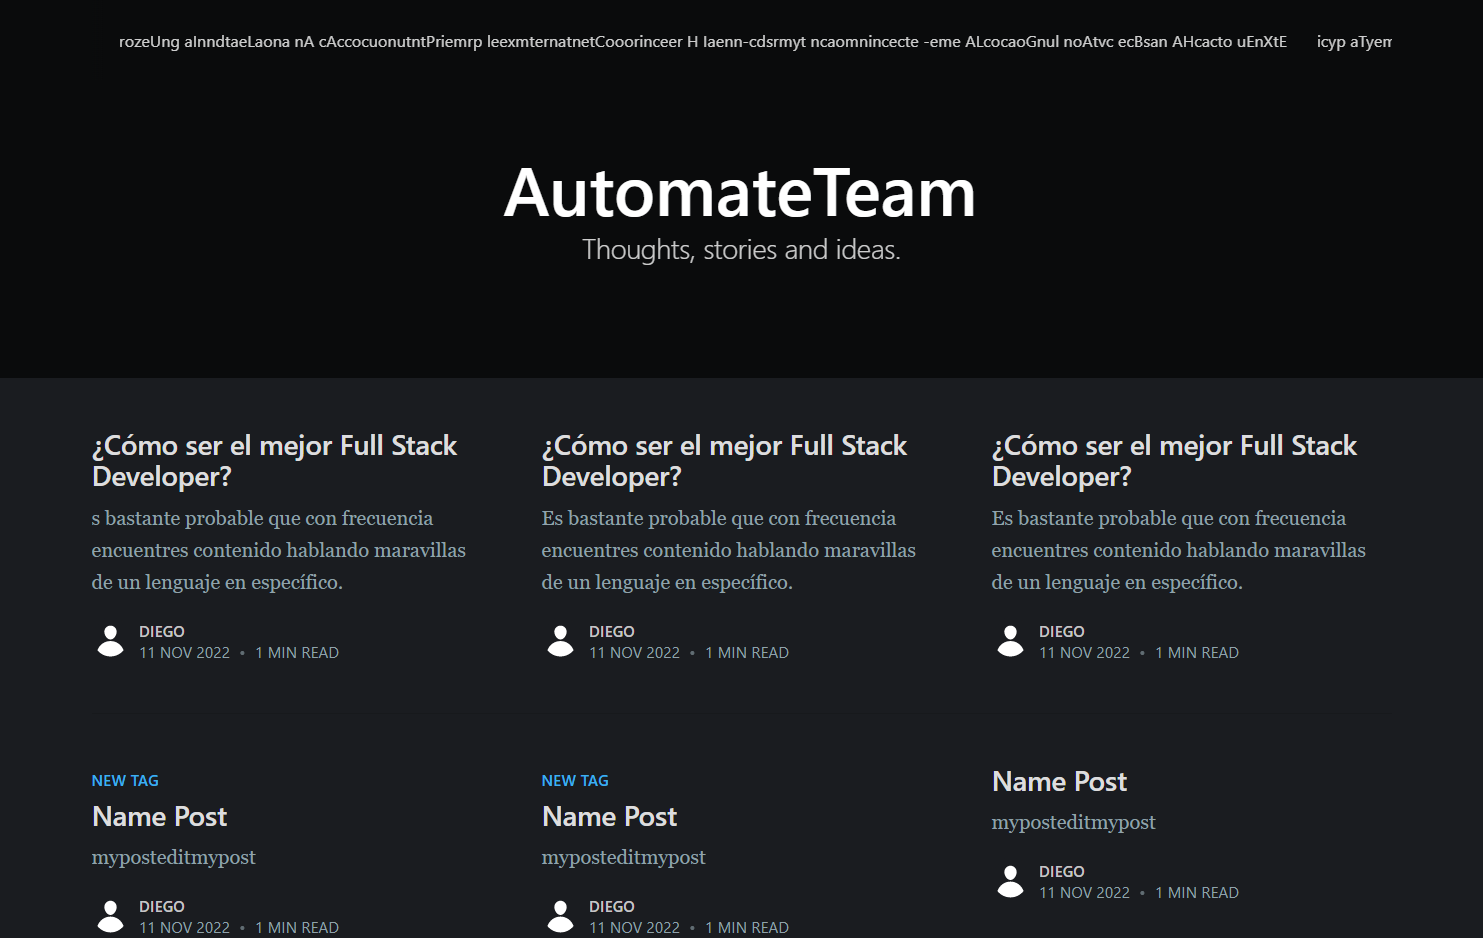 rozeUng aInndtaeLaona nA cAccocuonutntPriemrp leexmternatnetCooorinceer H Iaenn-cdsrmyt ncaomnincecte -eme ALcocaoGnul noAtvc ecBsan AHcacto uEnXtE icyp aTyem
AutomateTeam
Thoughts, stories and ideas.
¿Cómo ser el mejor Full Stack
Developer?
s bastante probable que con frecuencia
encuentres contenido hablando maravillas
de un lenguaje en específico.
DIEGO
11 NOV 2022 • 1 MIN READ
¿Cómo ser el mejor Full Stack
Developer?
Es bastante probable que con frecuencia
encuentres contenido hablando maravillas
de un lenguaje en específico.
DIEGO
11 NOV 2022 • 1 MIN READ
¿Cómo ser el mejor Full Stack
Developer?
Es bastante probable que con frecuencia
encuentres contenido hablando maravillas
de un lenguaje en específico.
DIEGO
11 NOV 2022 • 1 MIN READ
NEW TAG
Name Post
myposteditmypost
DIEGO
11 NOV 2022 • 1 MIN READ
NEW TAG
Name Post
myposteditmypost
DIEGO
11 NOV 2022 • 1 MIN READ
Name Post
myposteditmypost
DIEGO
11 NOV 2022 • 1 MIN READ